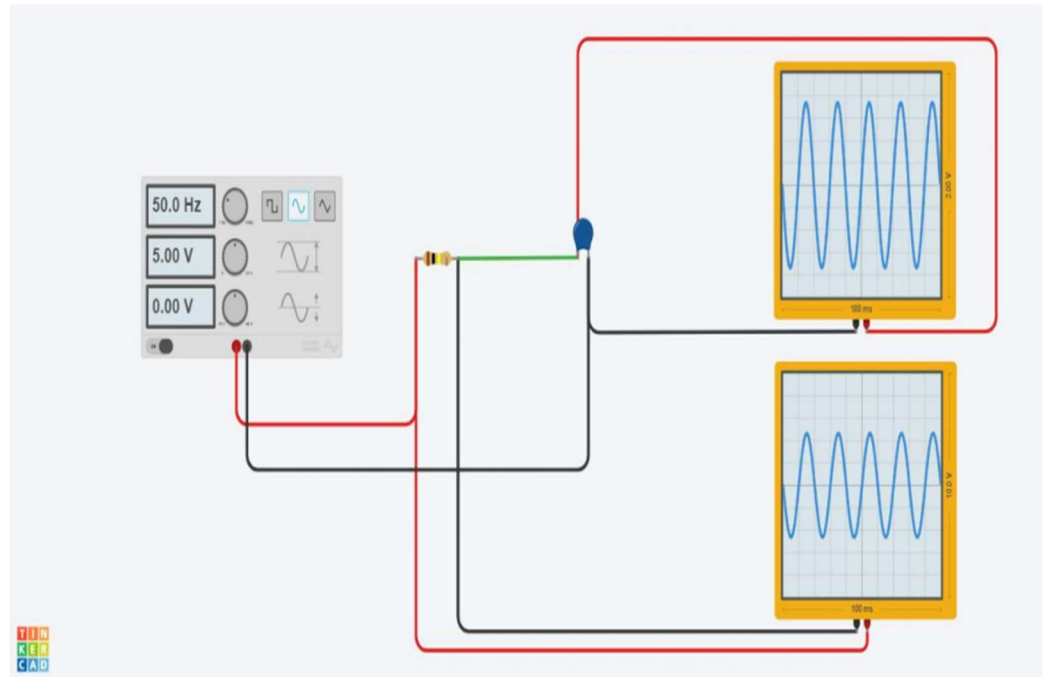 50.0 Hz
5.00 V
0.00 V
2.00 V
100 ms
10.0 V
100 ms
TIN
KER
CAD